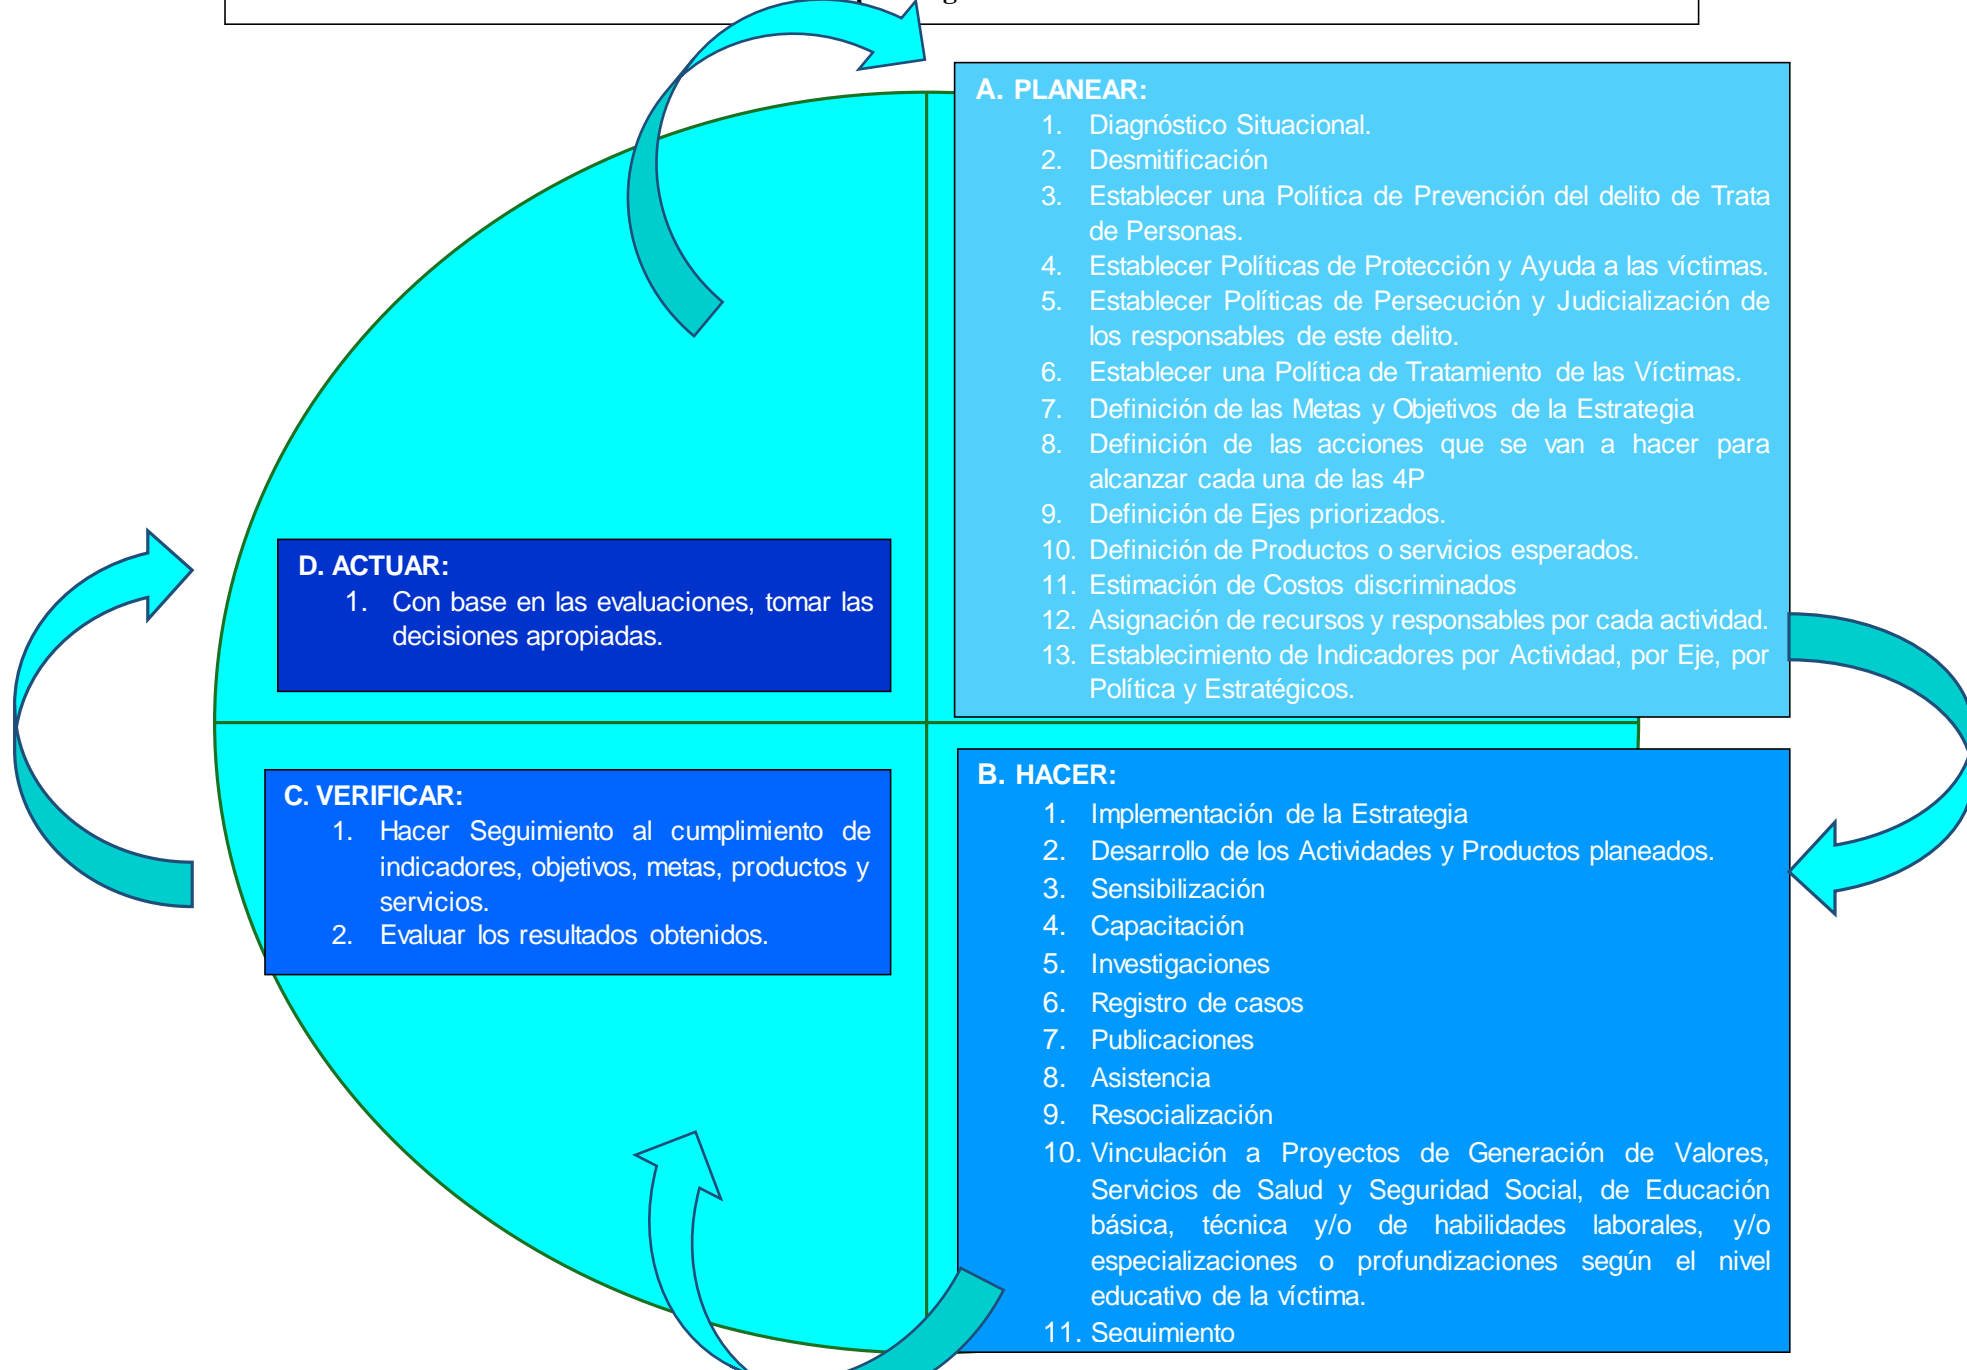 A. PLANEAR:
1. Diagnóstico Situacional.
2. Desmitificación
3. Establecer una Política de Prevención del delito de Trata
de Personas.
4. Establecer Políticas de Protección y Ayuda a las víctimas.
5. Establecer Políticas de Persecución y Judicialización de
los responsables de este delito.
6. Establecer una Política de Tratamiento de las Víctimas.
7. Definición de las Metas y Objetivos de la Estrategia
8. Definición de las acciones que se van a hacer para
alcanzar cada una de las 4P
9. Definición de Ejes priorizados.
10. Definición de Productos o servicios esperados.
11. Estimación de Costos discriminados
12. Asignación de recursos y responsables por cada actividad.
13. Establecimiento de Indicadores por Actividad, por Eje, por
Política y Estratégicos.
B. HACER:
1. Implementación de la Estrategia
2. Desarrollo de los Actividades y Productos planeados.
3. Sensibilización
4. Capacitación
5. Investigaciones
6. Registro de casos
7. Publicaciones
8. Asistencia
9. Resocialización
10. Vinculación a Proyectos de Generación de Valores,
Servicios de Salud y Seguridad Social, de Educación
básica, técnica y/o de habilidades laborales, y/o
especializaciones o profundizaciones según el nivel
educativo de la víctima.
11. Seguimiento
C. VERIFICAR:
1. Hacer Seguimiento al cumplimiento de
indicadores, objetivos, metas, productos y
servicios.
2. Evaluar los resultados obtenidos.
D. ACTUAR:
1. Con base en las evaluaciones, tomar las
decisiones apropiadas.